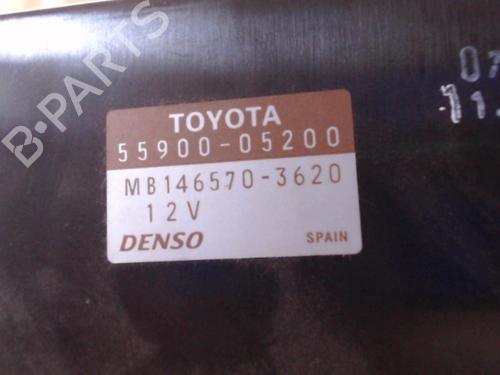 B-PARTS
TOYOTA
55900-05200
MB146570-3620
12V
DENSO
SPAIN